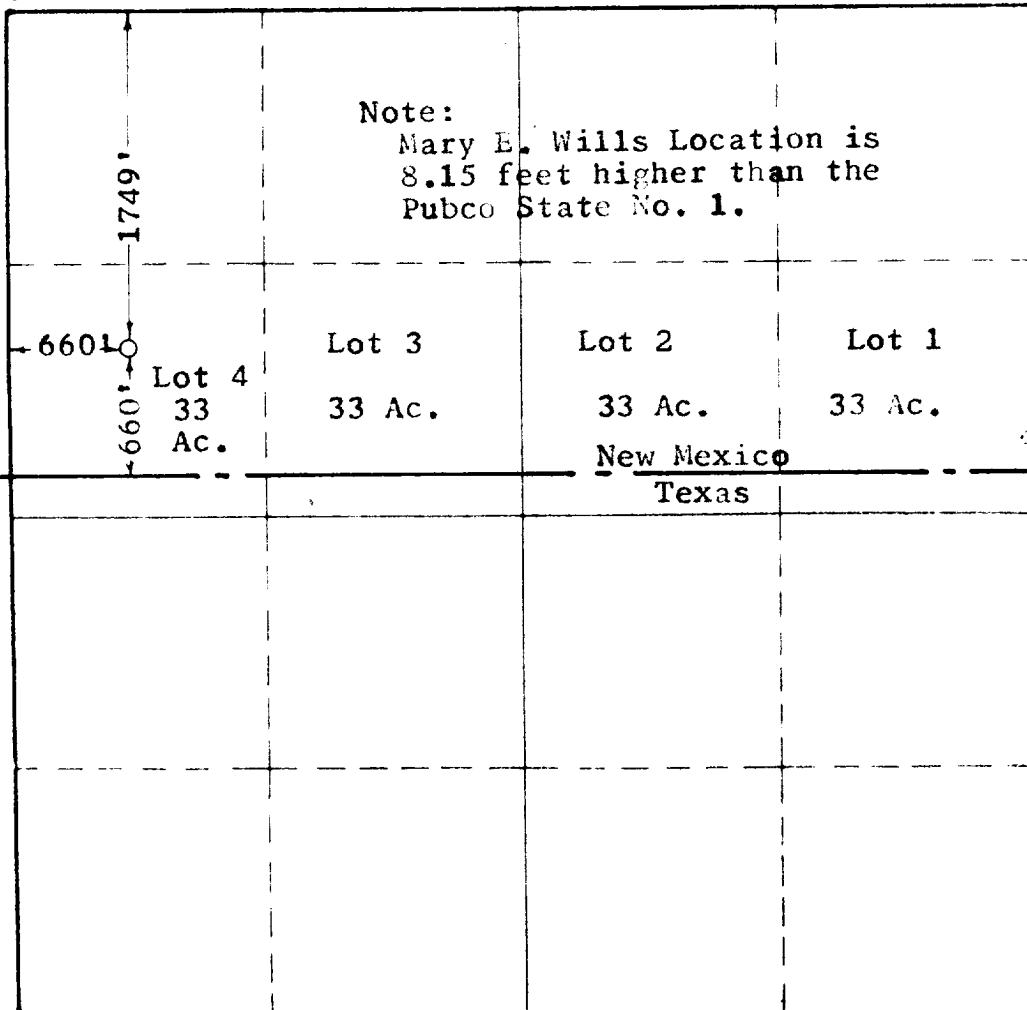 Note:
Mary E. Wills Location is
8.15 feet higher than the
Pubco State No. 1.
1749'
660'
660'
Lot 4
33
Ac.
Lot 3
33 Ac.
Lot 2
33 Ac.
Lot 1
33 Ac.
New Mexico
Texas